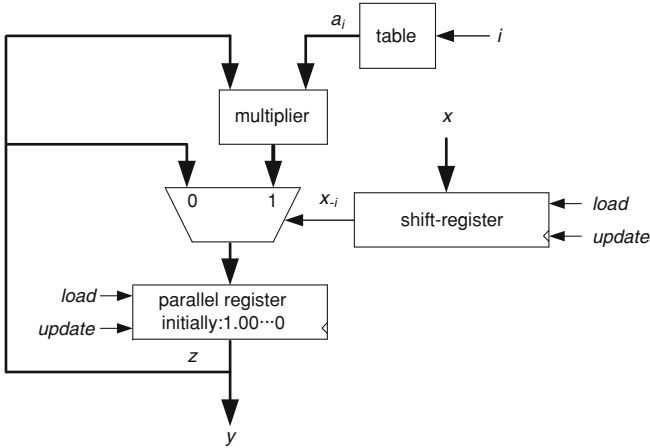 a_i
table
i
multiplier
x
0 1
x_-i
shift-register
load
update
load
parallel register
update
initially:1.00···0
z
y